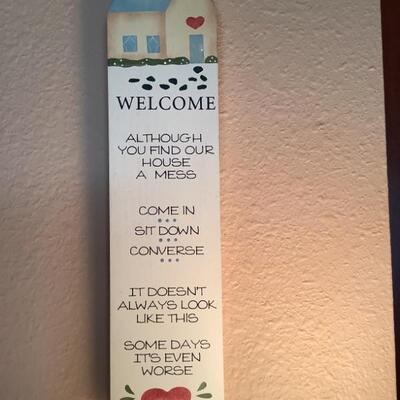 WELCOME
ALTHOUGH
YOU FIND OUR
HOUSE
A MESS
COME IN
SIT DOWN
CONVERSE
IT DOESN'T
ALWAYS LOOK
LIKE THIS
SOME DAYS
IT'S EVEN
WORSE